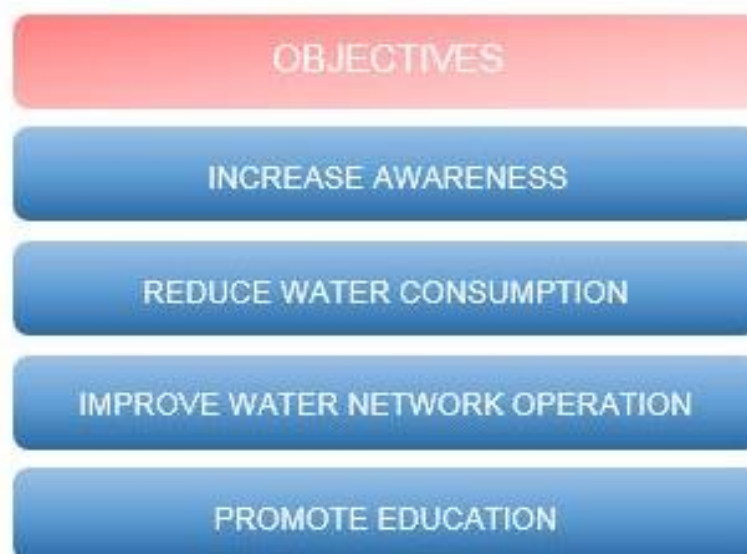 OBJECTIVES
INCREASE AWARENESS
REDUCE WATER CONSUMPTION
IMPROVE WATER NETWORK OPERATION
PROMOTE EDUCATION